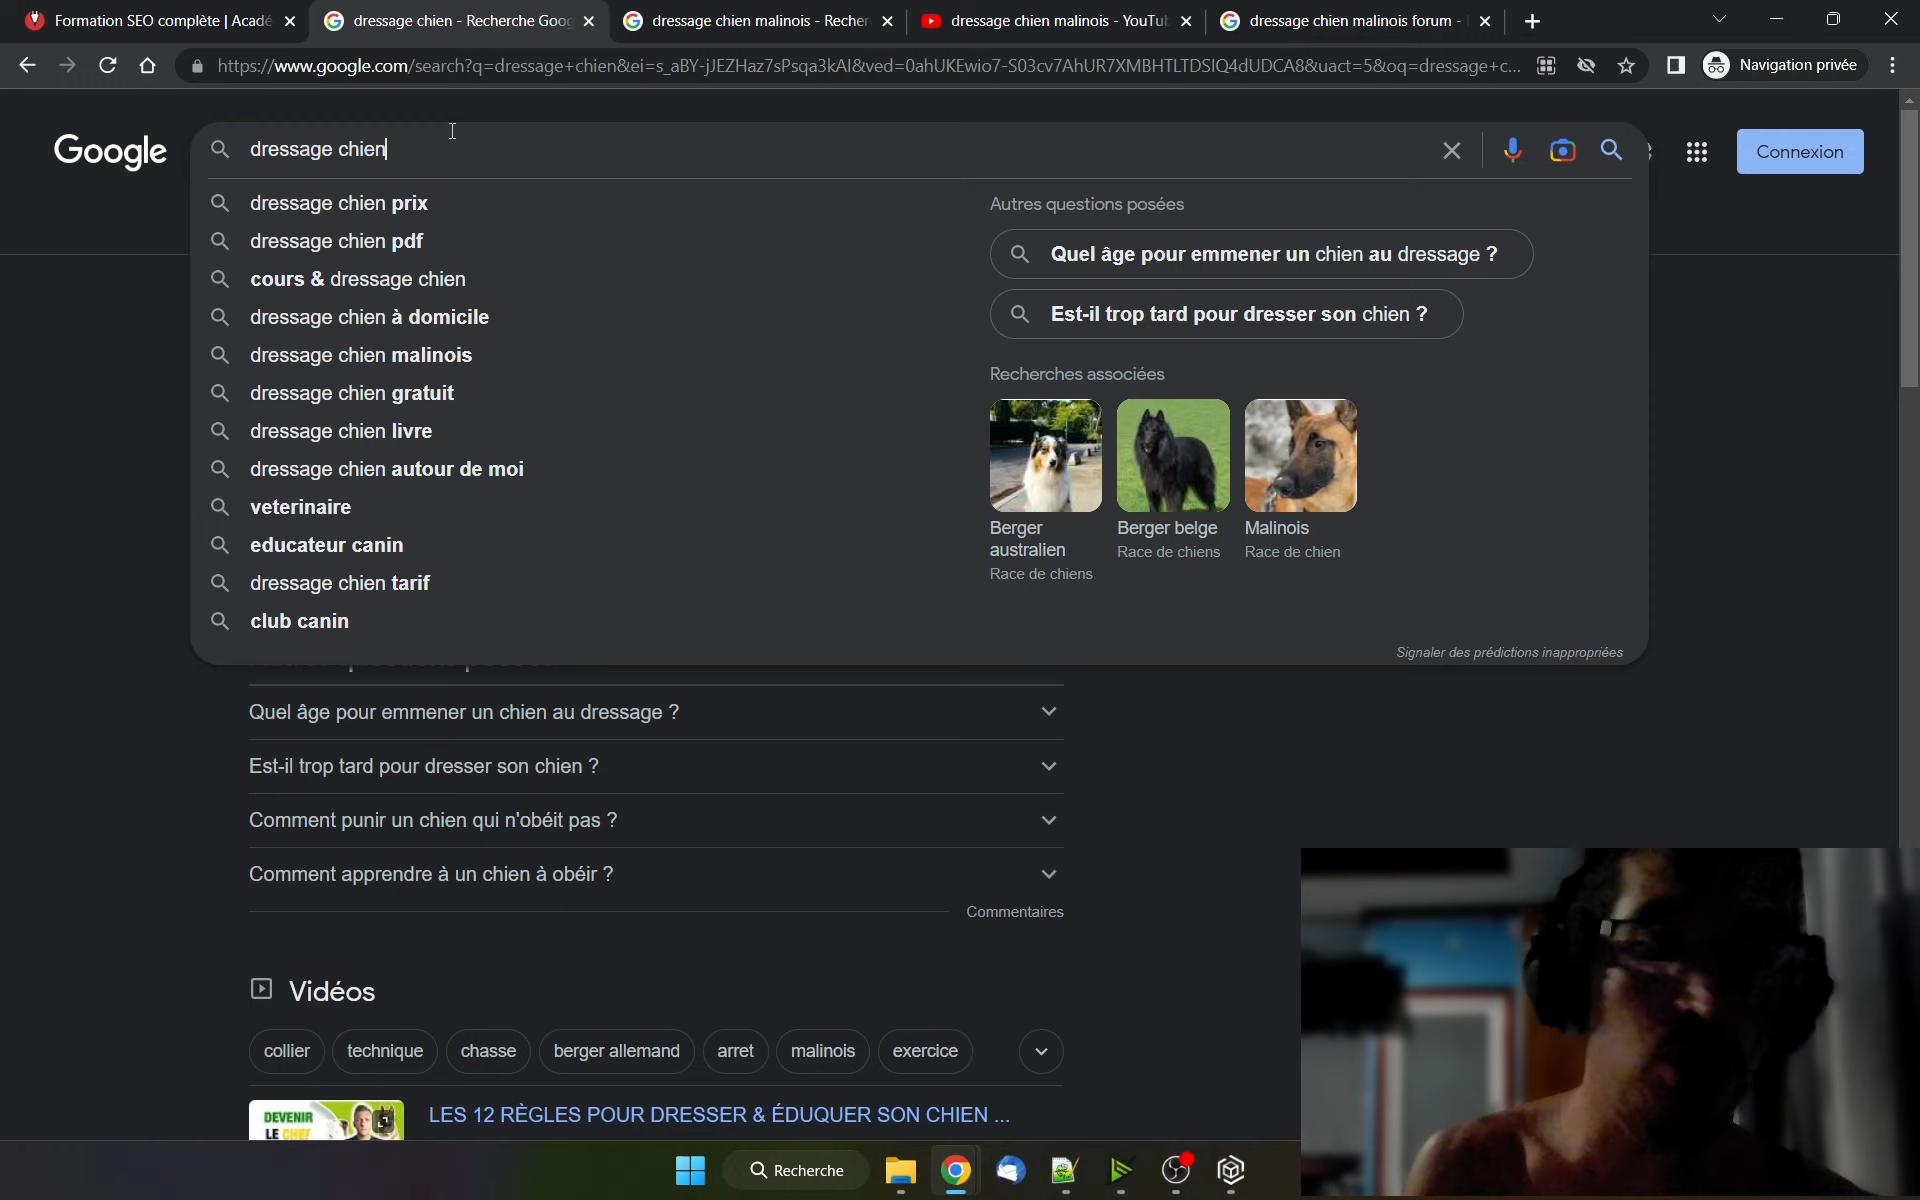 Formation SEO complète | Acadé
dressage chien - Recherche Goog
dressage chien malinois - Recher
dressage chien malinois - YouTu
dressage chien malinois forum -
https://www.google.com/search?q=dressage+chien&ei=s_aBY-jJEZHaz7sPsqa3kAI&ved=0ahUKEwio7-S03cv7AhUR7XMBHTLTDSIQ4dUDCA8&uact=5&oq=dressage+c...
Navigation privée
Google
dressage chien
Connexion
dressage chien prix
dressage chien pdf
cours & dressage chien
dressage chien à domicile
dressage chien malinois
dressage chien gratuit
dressage chien livre
dressage chien autour de moi
veterinaire
educateur canin
dressage chien tarif
club canin
Autres questions posées
Quel âge pour emmener un chien au dressage ?
Est-il trop tard pour dresser son chien ?
Recherches associées
Berger australien
Race de chiens
Berger belge
Race de chiens
Malinois
Race de chien
Signaler des prédictions inappropriées
Quel âge pour emmener un chien au dressage ?
Est-il trop tard pour dresser son chien ?
Comment punir un chien qui n'obéit pas ?
Comment apprendre à un chien à obéir ?
Commentaires
Vidéos
collier
technique
chasse
berger allemand
arret
malinois
exercice
DEVENIR
LE CHEF
LES 12 RÈGLES POUR DRESSER & ÉDUQUER SON CHIEN ...
Recherche